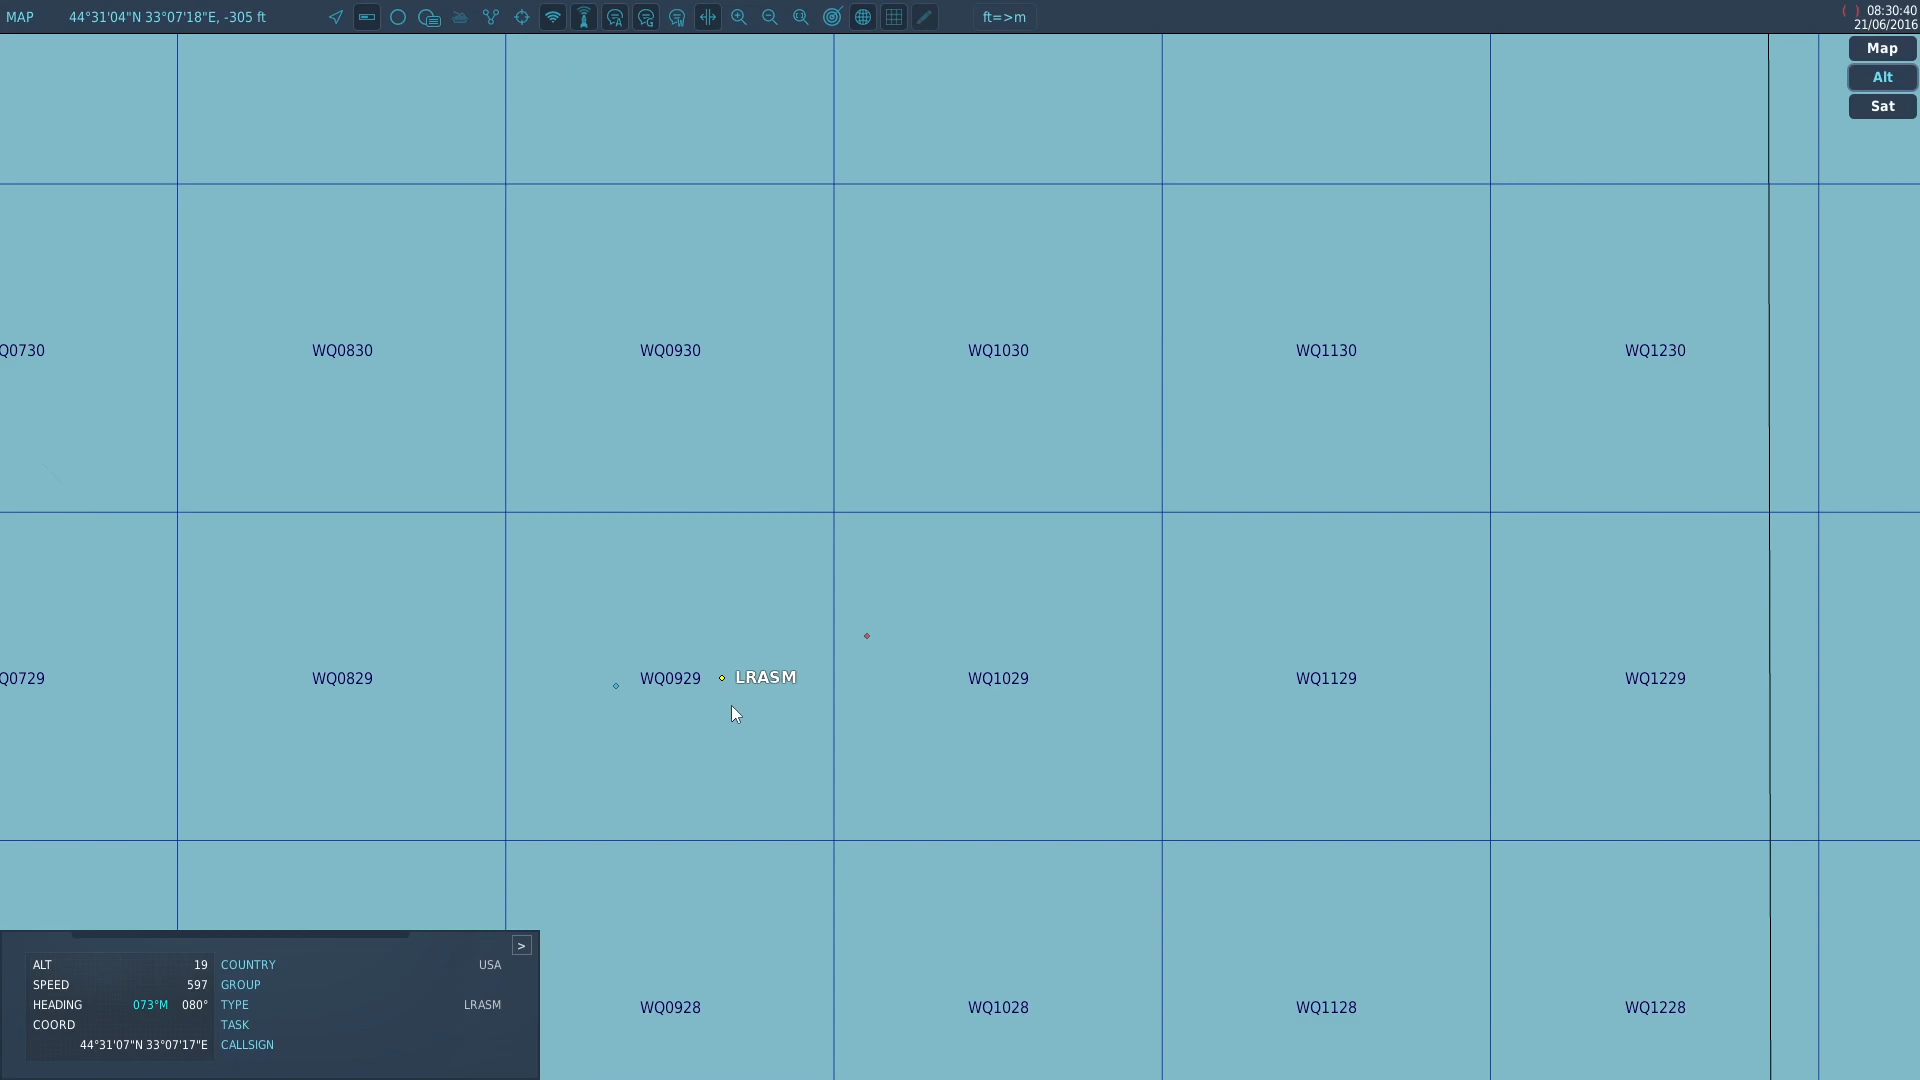 MAP 44°31'04"N 33°07'18"E, -305 ft ft=>m 08:30:40
21/06/2016
Map
Alt
Sat
Q0730 WQ0830 WQ0930 WQ1030 WQ1130 WQ1230
Q0729 WQ0829 WQ0929 LRASM WQ1029 WQ1129 WQ1229
WQ0928 WQ1028 WQ1128 WQ1228
>
ALT 19 COUNTRY USA
SPEED 597 GROUP
HEADING 073°M 080° TYPE LRASM
COORD TASK
44°31'07"N 33°07'17"E CALLSIGN